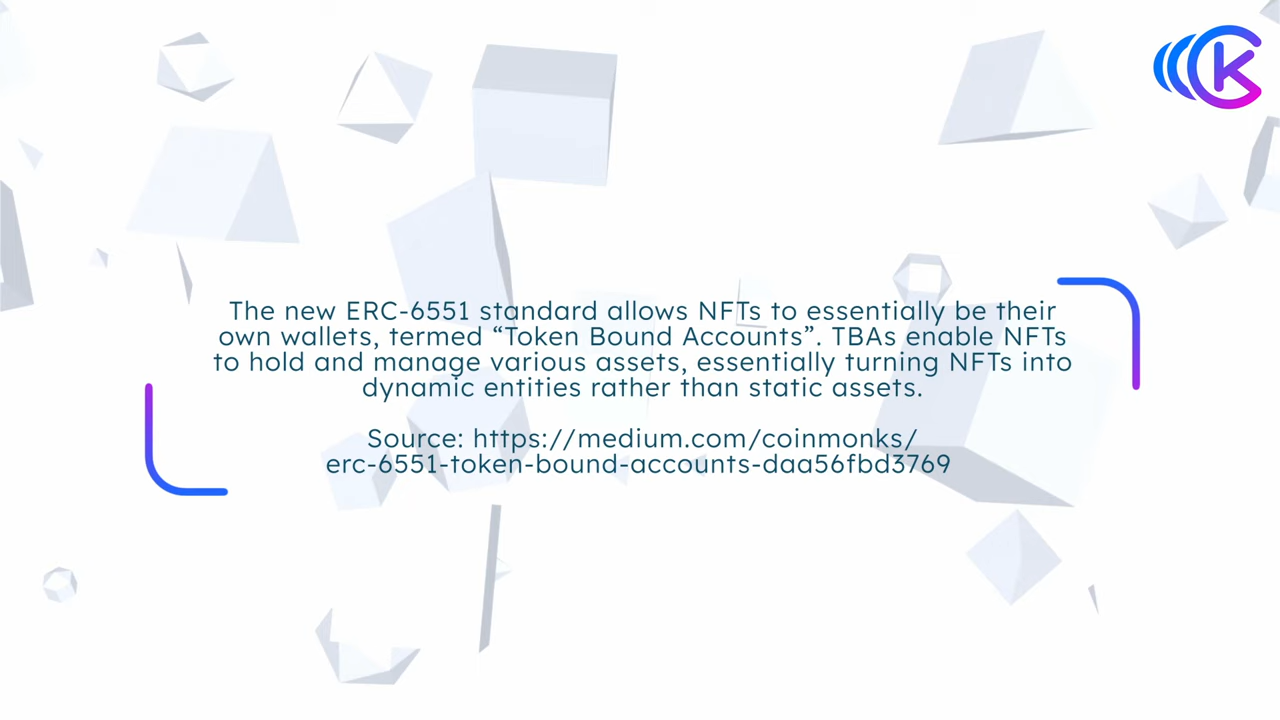 The new ERC-6551 standard allows NFTs to essentially be their
own wallets, termed “Token Bound Accounts”. TBAs enable NFTs
to hold and manage various assets, essentially turning NFTs into
dynamic entities rather than static assets.
Source: https://medium.com/coinmonks/
erc-6551-token-bound-accounts-daa56fbd3769